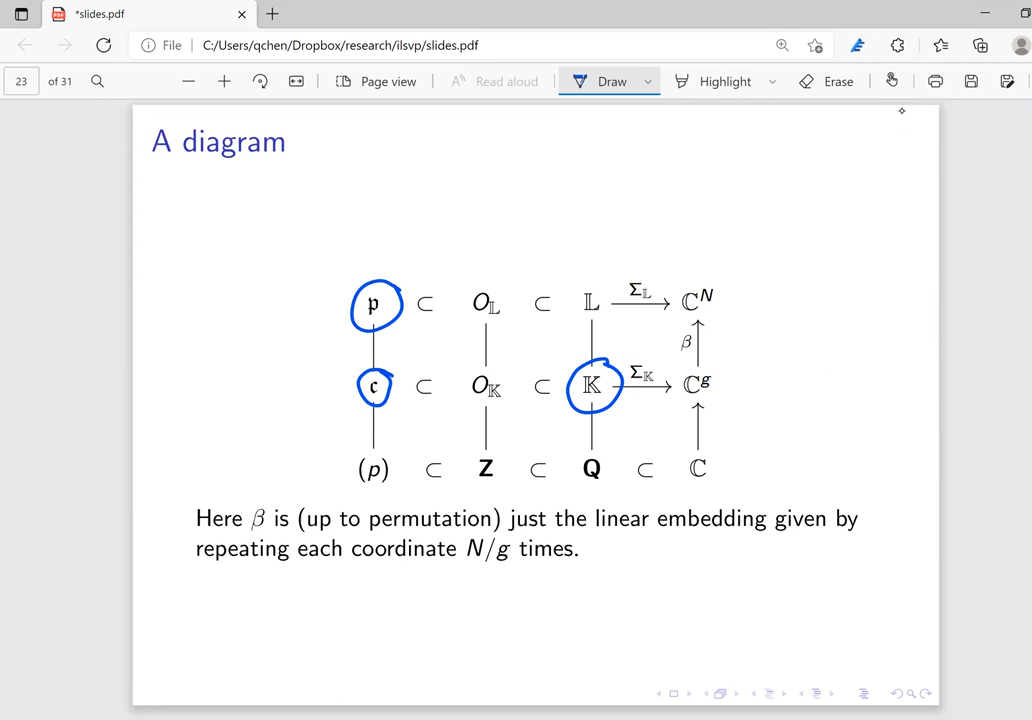 *slides.pdf
File C:/Users/qchen/Dropbox/research/ilsvp/slides.pdf
23 of 31 Page view Read aloud Draw Highlight Erase
A diagram
𝔭 ⊂ O_𝕃 ⊂ 𝕃 Σ_𝕃 → ℂ^N
β
𝔠 ⊂ O_𝕂 ⊂ 𝕂 Σ_𝕂 → ℂ^g
(p) ⊂ Z ⊂ Q ⊂ ℂ
Here β is (up to permutation) just the linear embedding given by
repeating each coordinate N/g times.